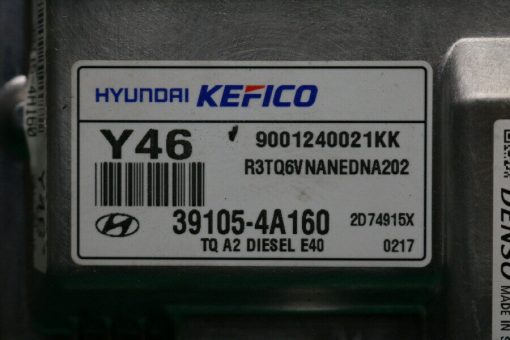 HYUNDAI KEFICO
Y46
9001240021KK
R3TQ6VNANEDNA202
39105-4A160
2D74915X
TQ A2 DIESEL E40
0217
DENSO
MADE IN